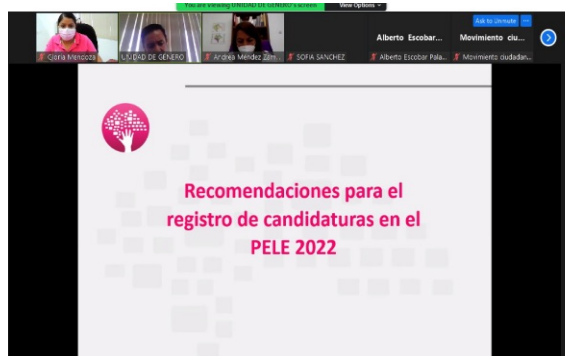 You are viewing UNIDAD DE GENERO's screen
View Options
Ask to Unmute
Alberto Escobar...
Movimiento ciu...
Gloria Mendoza
UNIDAD DE GENERO
Andrea Méndez Zam...
SOFIA SANCHEZ
Alberto Escobar Pala...
Movimiento ciudadan...
Recomendaciones para el
registro de candidaturas en el
PELE 2022